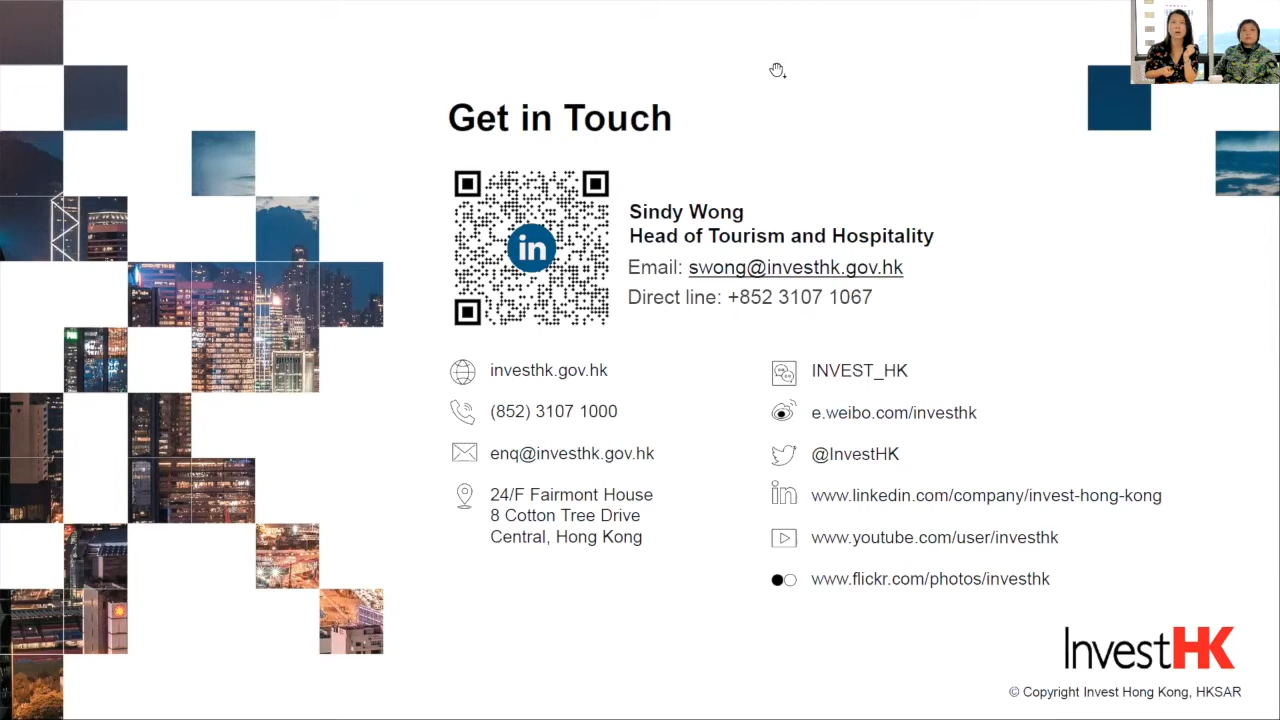 Get in Touch
in
Sindy Wong
Head of Tourism and Hospitality
Email: swong@investhk.gov.hk
Direct line: +852 3107 1067
investhk.gov.hk
(852) 3107 1000
enq@investhk.gov.hk
24/F Fairmont House
8 Cotton Tree Drive
Central, Hong Kong
INVEST_HK
e.weibo.com/investhk
@InvestHK
in
www.linkedin.com/company/invest-hong-kong
www.youtube.com/user/investhk
www.flickr.com/photos/investhk
InvestHK
© Copyright Invest Hong Kong, HKSAR